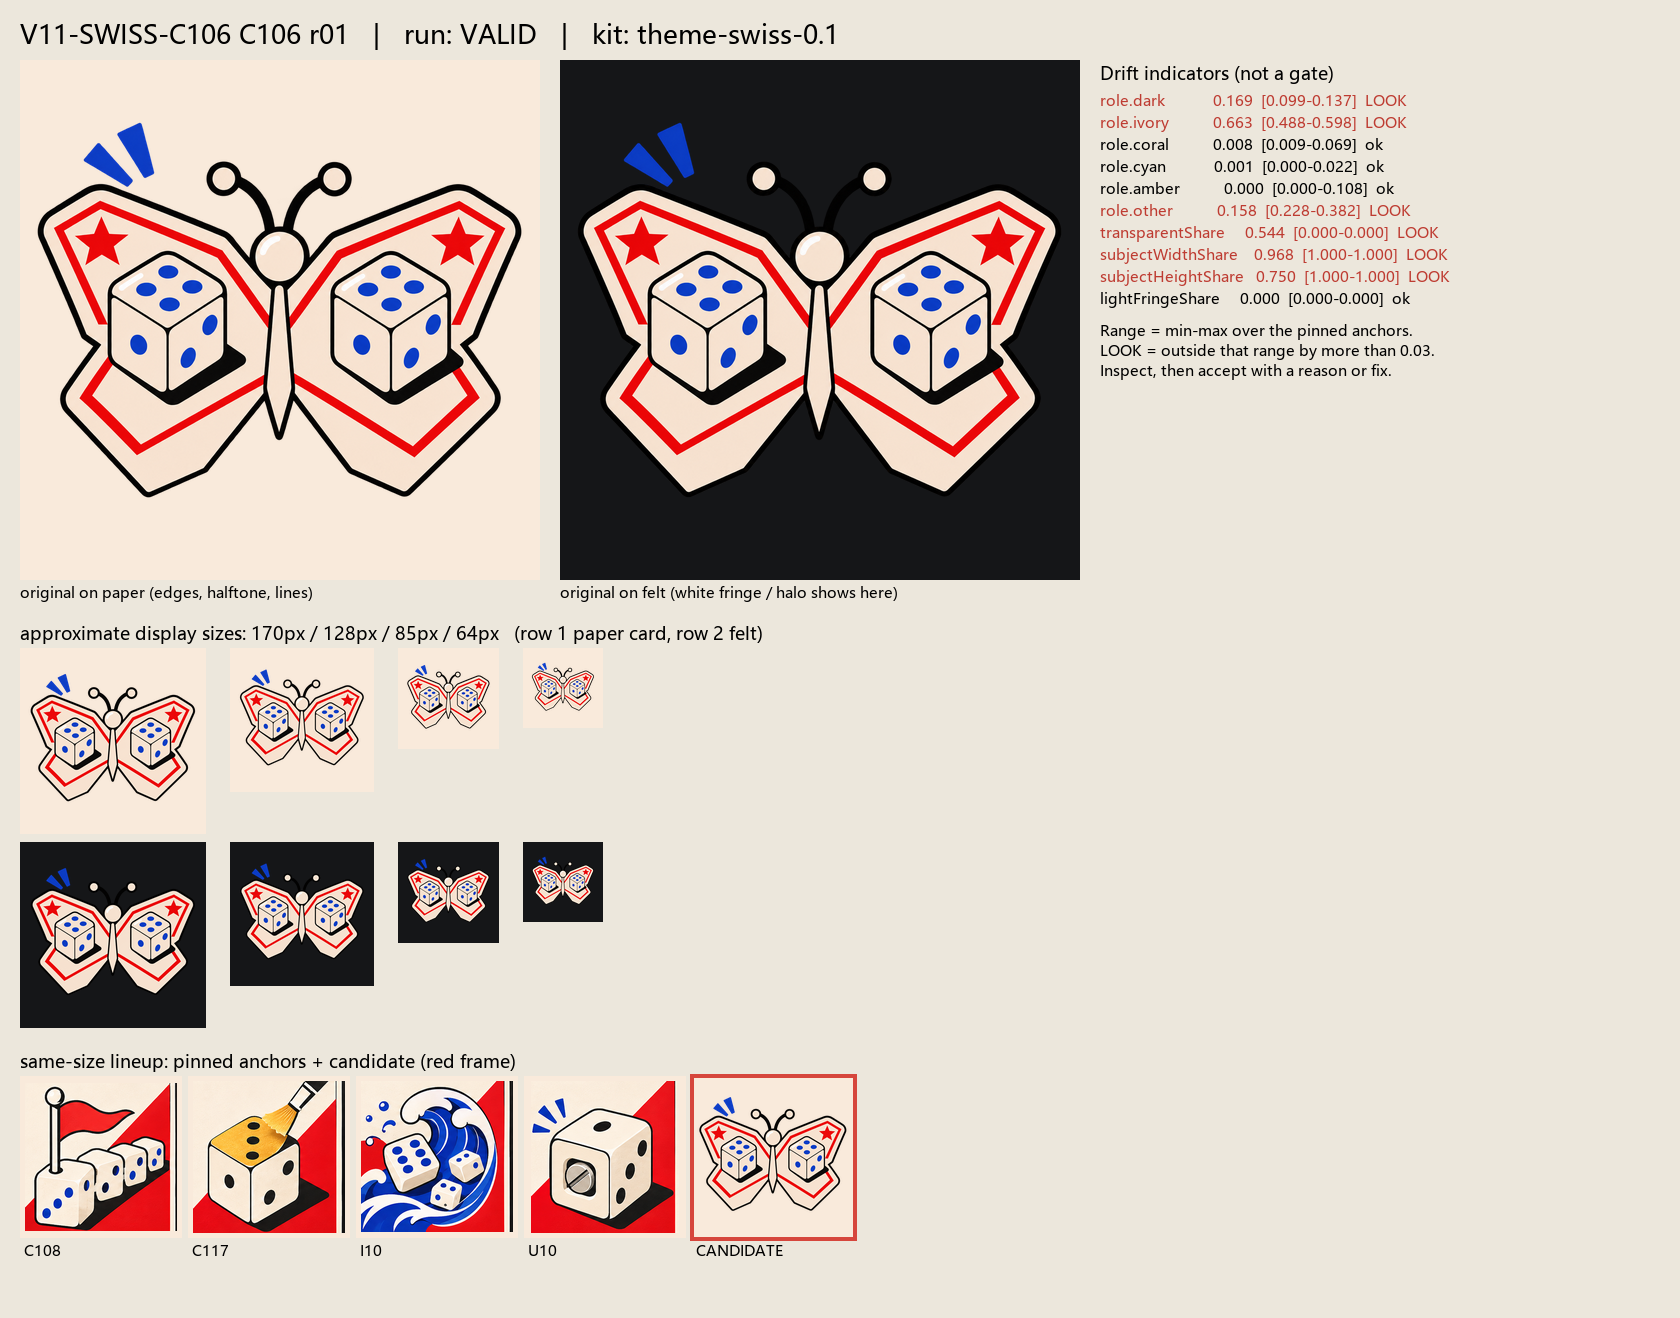 V11-SWISS-C106 C106 r01 | run: VALID | kit: theme-swiss-0.1
Drift indicators (not a gate)
role.dark 0.169 [0.099-0.137] LOOK
role.ivory 0.663 [0.488-0.598] LOOK
role.coral 0.008 [0.009-0.069] ok
role.cyan 0.001 [0.000-0.022] ok
role.amber 0.000 [0.000-0.108] ok
role.other 0.158 [0.228-0.382] LOOK
transparentShare 0.544 [0.000-0.000] LOOK
subjectWidthShare 0.968 [1.000-1.000] LOOK
subjectHeightShare 0.750 [1.000-1.000] LOOK
lightFringeShare 0.000 [0.000-0.000] ok
Range = min-max over the pinned anchors.
LOOK = outside that range by more than 0.03.
Inspect, then accept with a reason or fix.
original on paper (edges, halftone, lines)
original on felt (white fringe / halo shows here)
approximate display sizes: 170px / 128px / 85px / 64px (row 1 paper card, row 2 felt)
same-size lineup: pinned anchors + candidate (red frame)
C108
C117
I10
U10
CANDIDATE